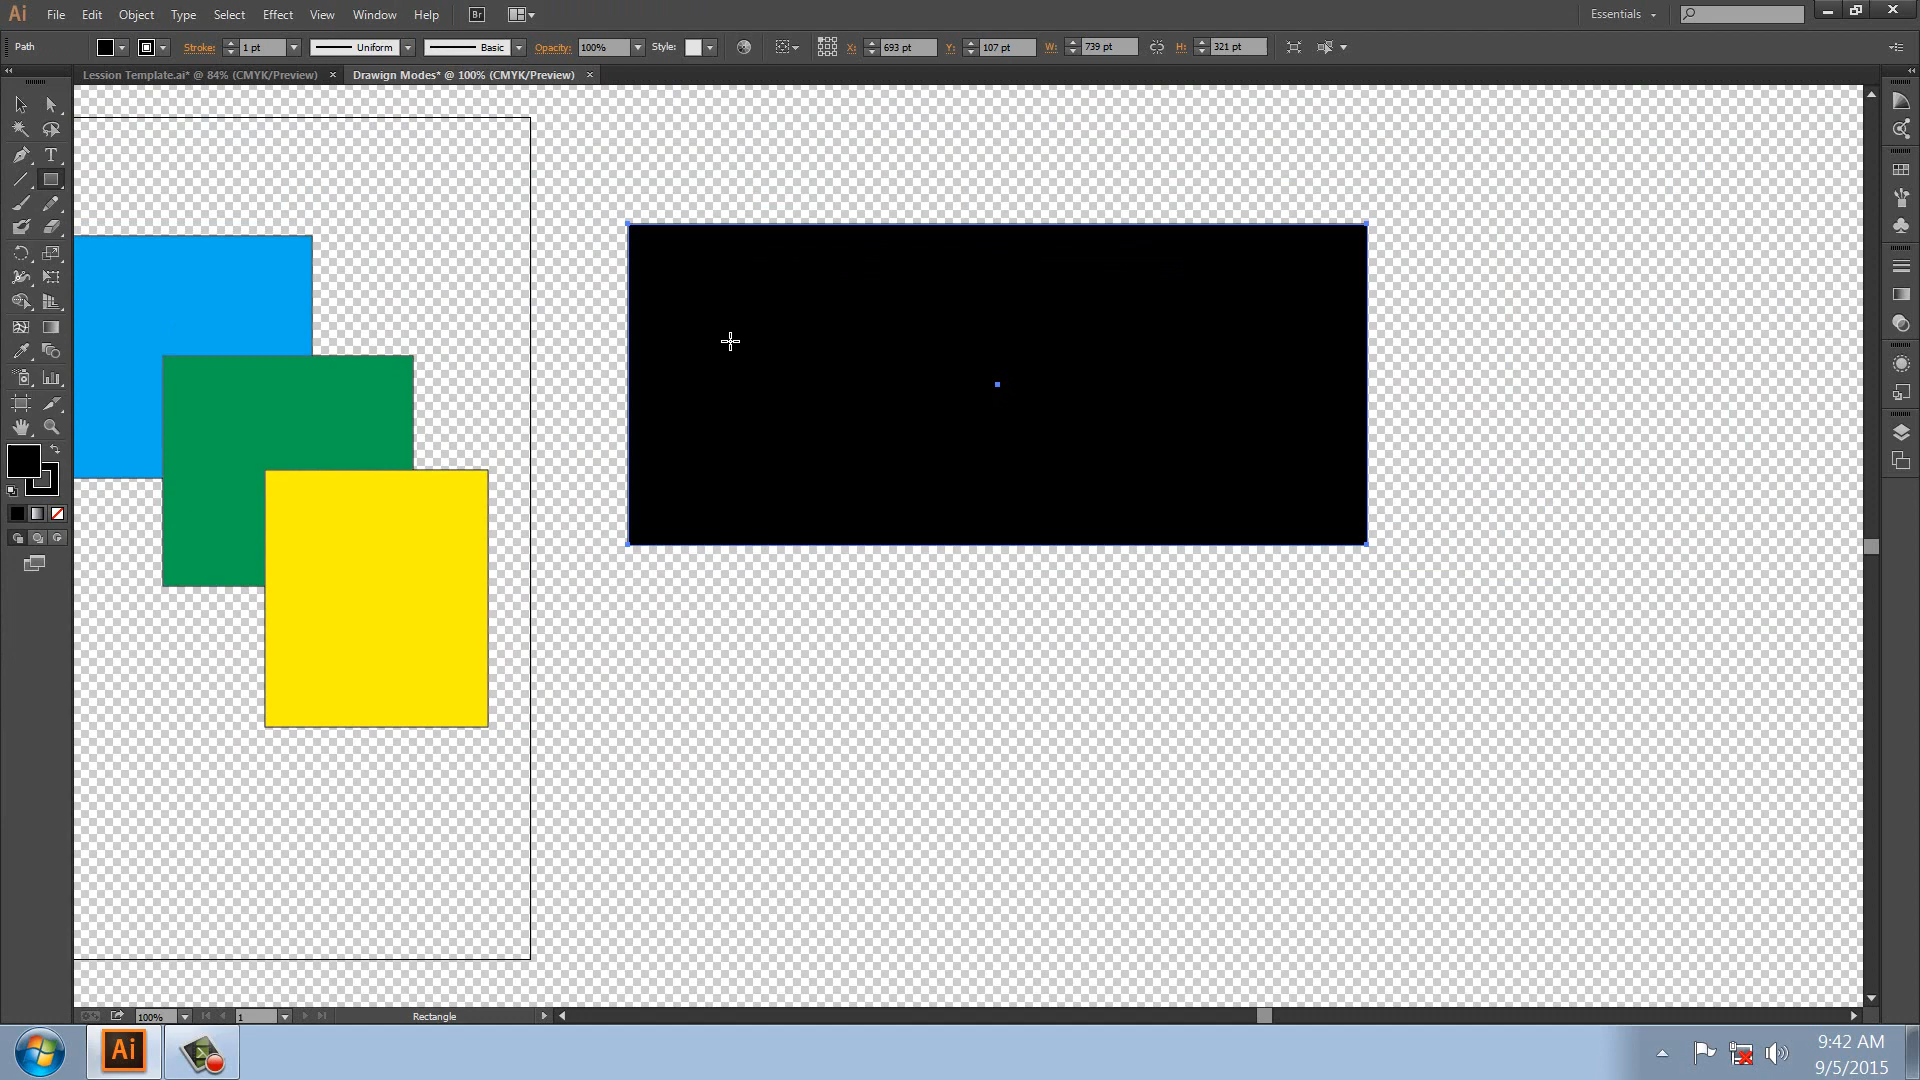 Ai File Edit Object Type Select Effect View Window Help Br Essentials
Path Stroke: 1 pt Uniform Basic Opacity: 100% Style: X: 693 pt Y: 107 pt W: 739 pt H: 321 pt
Lession Template.ai* @ 84% (CMYK/Preview) × Drawign Modes* @ 100% (CMYK/Preview) ×
T
100% 1 Rectangle
Ai
9:42 AM
9/5/2015